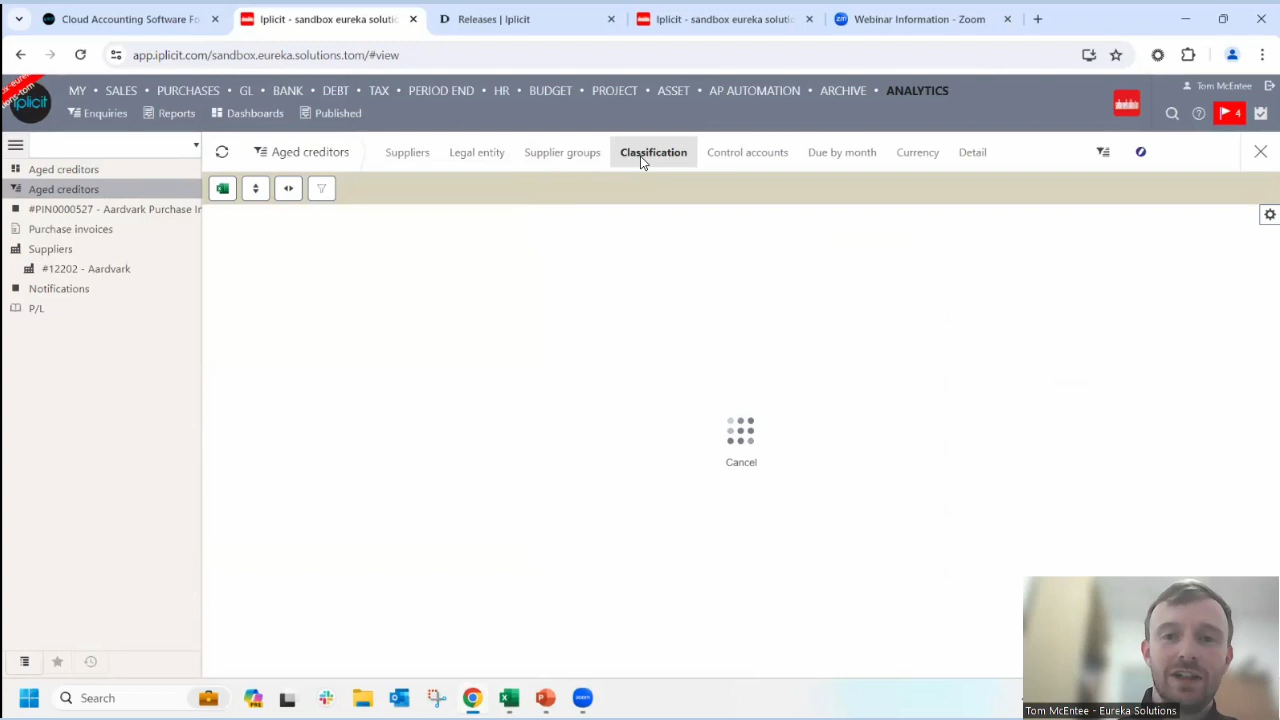 Cloud Accounting Software Fo
Iplicit - sandbox eureka solutic
Releases | Iplicit
Iplicit - sandbox eureka soluti
Webinar Information - Zoom
app.iplicit.com/sandbox.eureka.solutions.tom/#view
MY • SALES • PURCHASES • GL • BANK • DEBT • TAX • PERIOD END • HR • BUDGET • PROJECT • ASSET • AP AUTOMATION • ARCHIVE • ANALYTICS
Tom McEntee
iplicit
Enquiries Reports Dashboards Published
4
Aged creditors Suppliers Legal entity Supplier groups Classification Control accounts Due by month Currency Detail
Aged creditors
Aged creditors
#PIN0000527 - Aardvark Purchase In
Purchase invoices
Suppliers
#12202 - Aardvark
Notifications
P/L
Cancel
Search
zoom
Tom McEntee - Eureka Solutions